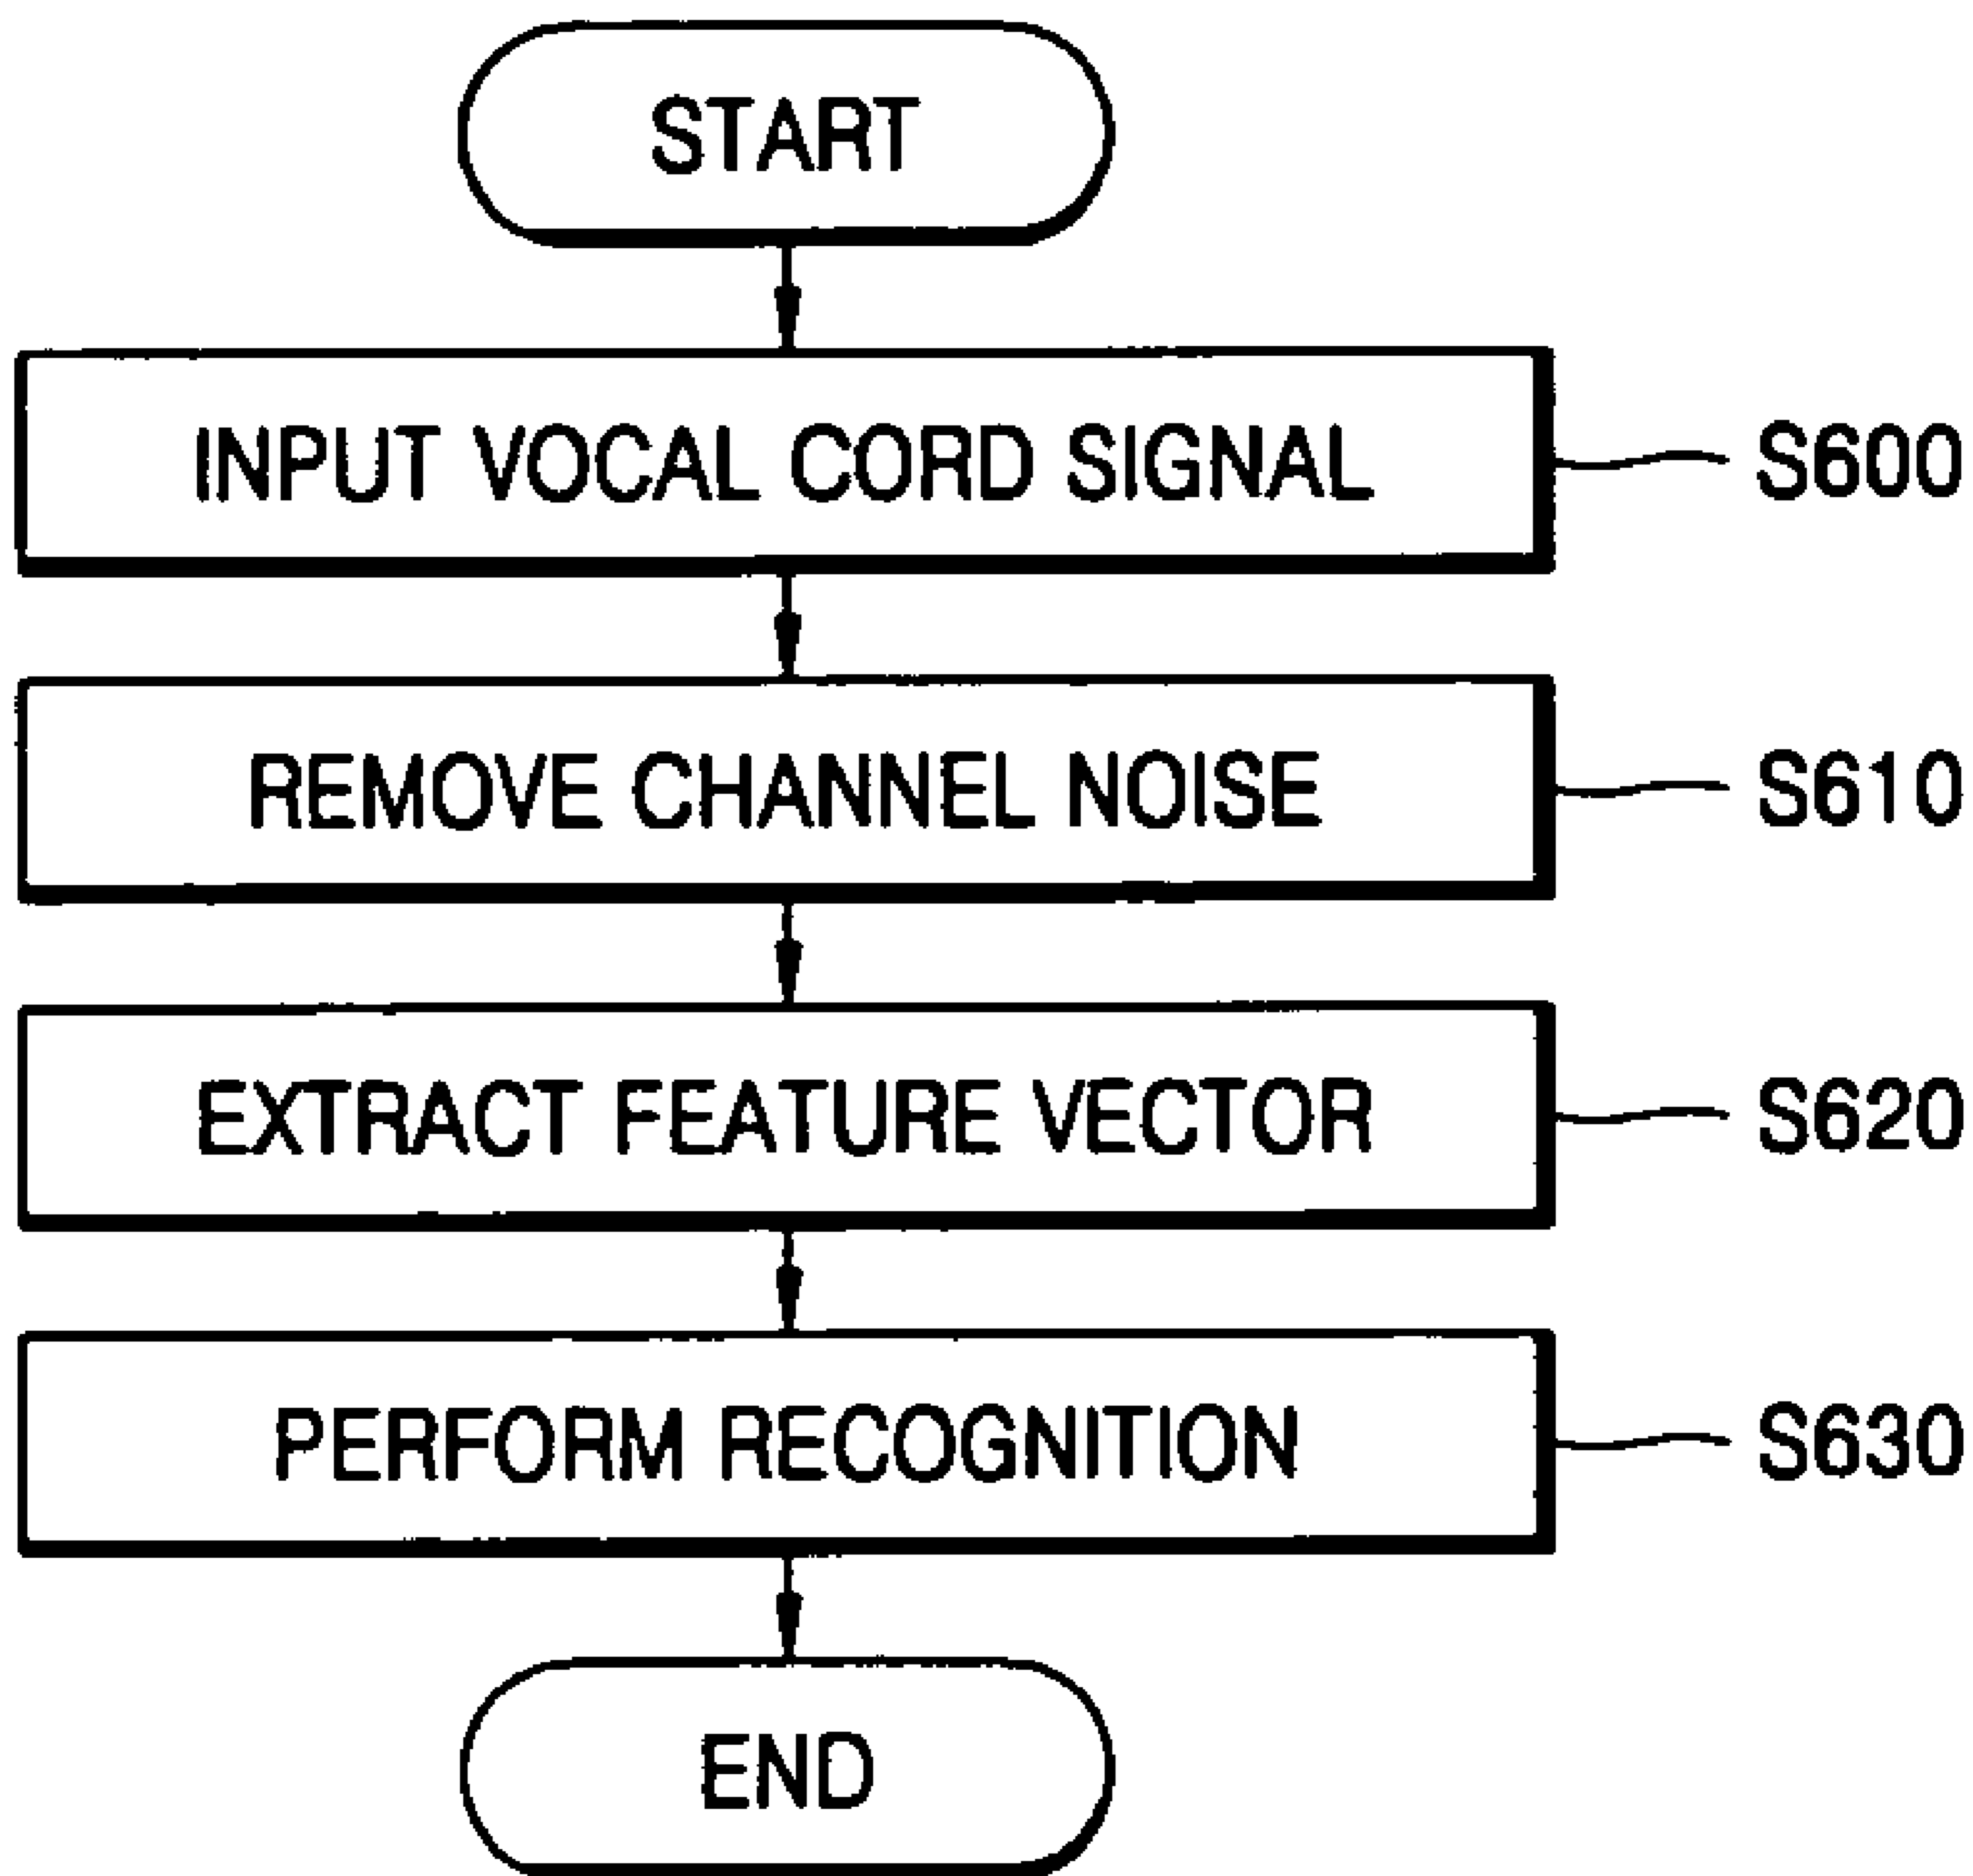 START
INPUT VOCAL CORD SIGNAL
S600
REMOVE CHANNEL NOISE
S610
EXTRACT FEATURE VECTOR
S620
PERFORM RECOGNITION
S630
END